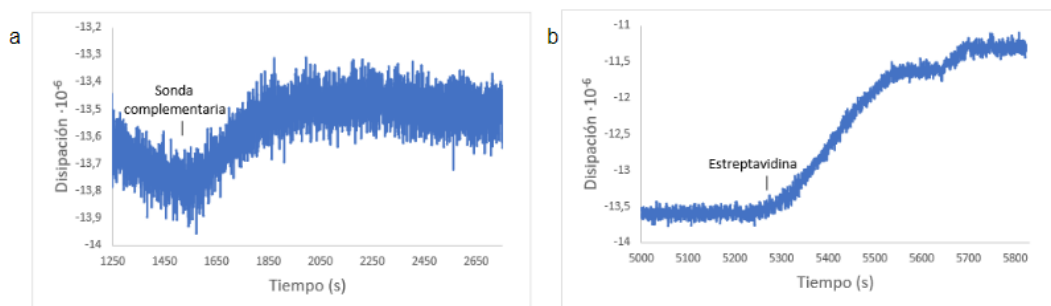 a
-13,2
-13,3
-13,4
-13,5
-13,6
-13,7
-13,8
-13,9
-14
Disipación ·10⁻⁶
Sonda
complementaria
1250 1450 1650 1850 2050 2250 2450 2650
Tiempo (s)
b
-11
-11,5
-12
-12,5
-13
-13,5
-14
Disipación ·10⁻⁶
Estreptavidina
5000 5100 5200 5300 5400 5500 5600 5700 5800
Tiempo (s)